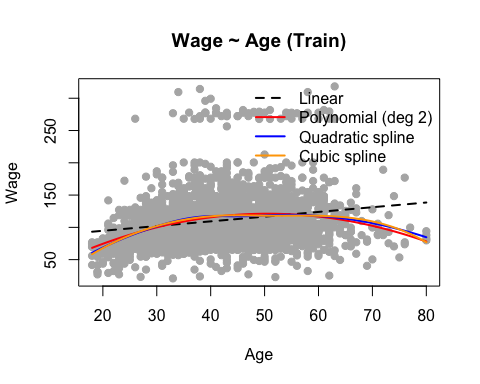 Wage ~ Age (Train)
Linear
Polynomial (deg 2)
Quadratic spline
Cubic spline
250
150
50
Wage
20 30 40 50 60 70 80
Age